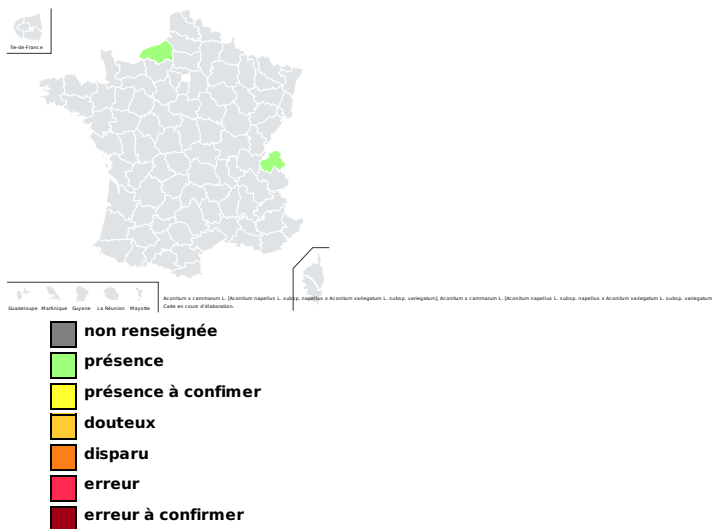 Île-de-France
Guadeloupe Martinique Guyane La Réunion Mayotte
Aconitum x cammarum L. [Aconitum napellus L. subsp. napellus x Aconitum variegatum L. subsp. variegatum], Aconitum x cammarum L. [Aconitum napellus L. subsp. napellus x Aconitum variegatum L. subsp. variegatum
Carte en cours d'élaboration.
non renseignée
présence
présence à confimer
douteux
disparu
erreur
erreur à confirmer